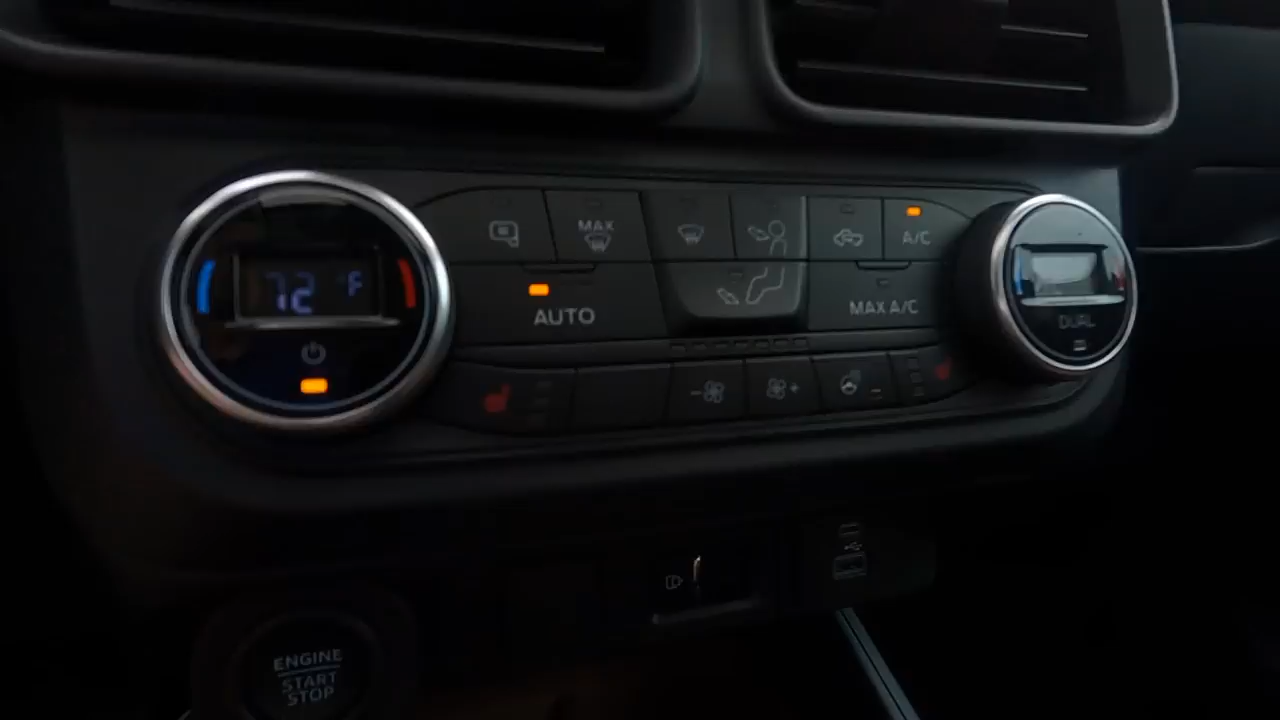 MAX
A/C
72 °F
AUTO
MAX A/C
DUAL
ENGINE
START
STOP